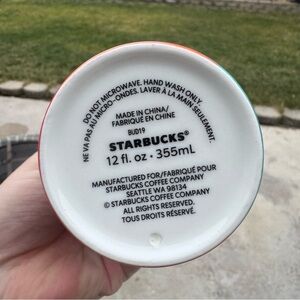 DO NOT MICROWAVE. HAND WASH ONLY.
NE VA PAS AU MICRO-ONDES. LAVER À LA MAIN SEULEMENT.
MADE IN CHINA/
FABRIQUÉ EN CHINE
BUD19
STARBUCKS®
12 fl. oz • 355mL
MANUFACTURED FOR/FABRIQUÉ POUR
STARBUCKS COFFEE COMPANY
SEATTLE WA 98134
© STARBUCKS COFFEE COMPANY
ALL RIGHTS RESERVED.
TOUS DROITS RÉSERVÉ.